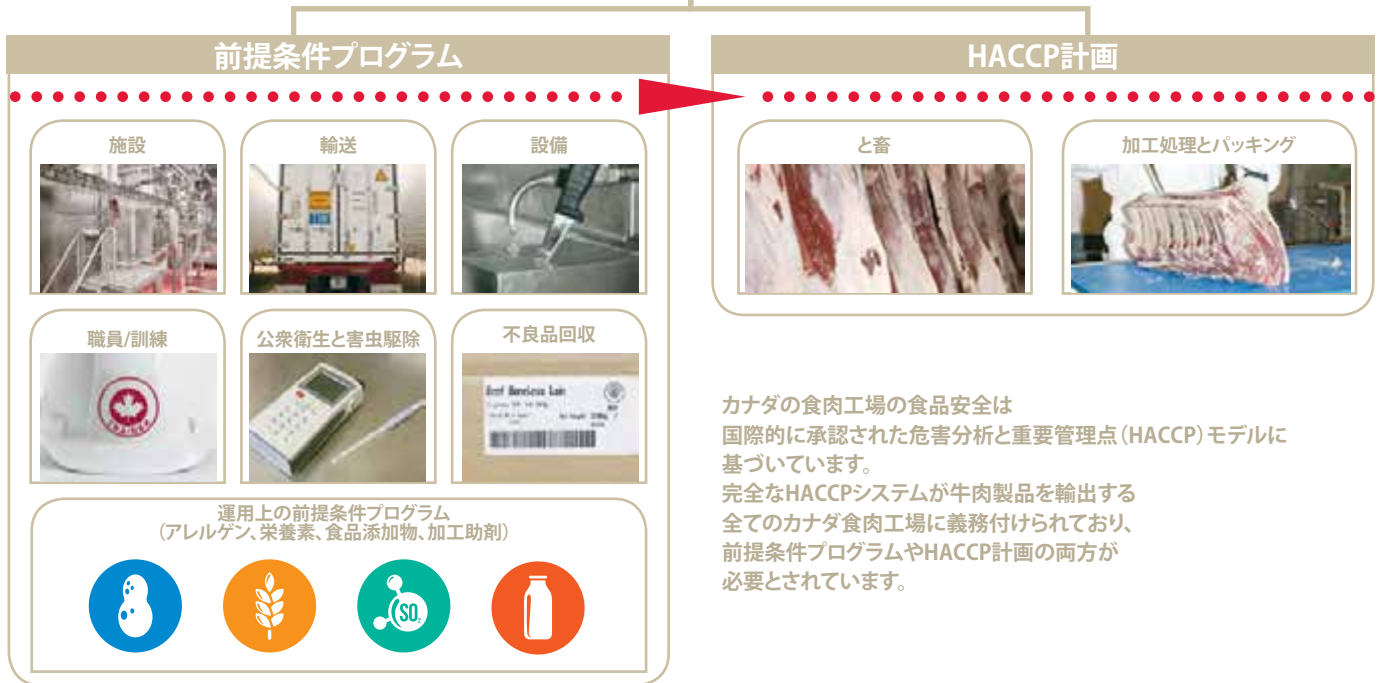 前提条件プログラム
HACCP計画
施設
輸送
設備
と畜
加工処理とパッキング
職員/訓練
公衆衛生と害虫駆除
不良品回収
Beef Boneless Loin
カナダの食肉工場の食品安全は
国際的に承認された危害分析と重要管理点(HACCP)モデルに
基づいています。
完全なHACCPシステムが牛肉製品を輸出する
全てのカナダ食肉工場に義務付けられており、
前提条件プログラムやHACCP計画の両方が
必要とされています。
運用上の前提条件プログラム
(アレルゲン、栄養素、食品添加物、加工助剤)
SO₂